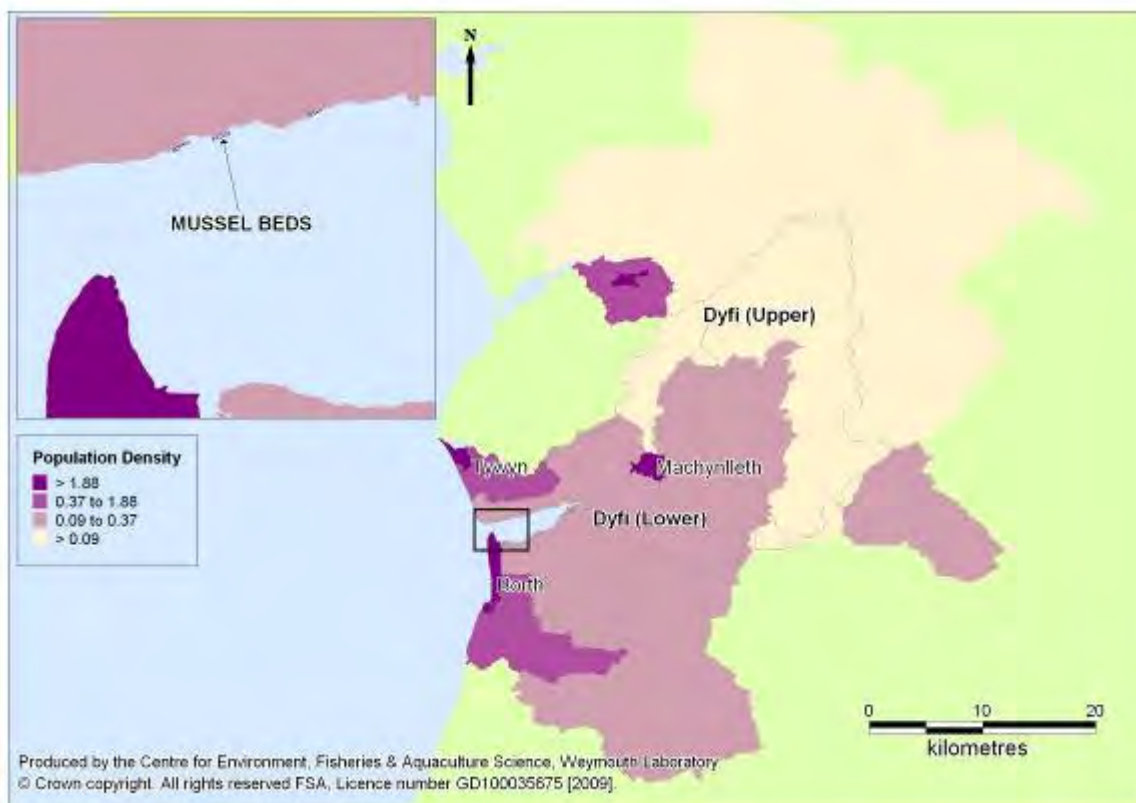 N
MUSSEL BEDS
Dyfi (Upper)
Population Density
> 1.88
0.37 to 1.88
0.09 to 0.37
> 0.09
Tywyn
Machynlleth
Dyfi (Lower)
Borth
0 10 20
kilometres
Produced by the Centre for Environment, Fisheries & Aquaculture Science, Weymouth Laboratory
© Crown copyright. All rights reserved FSA, Licence number GD100035675 [2009].